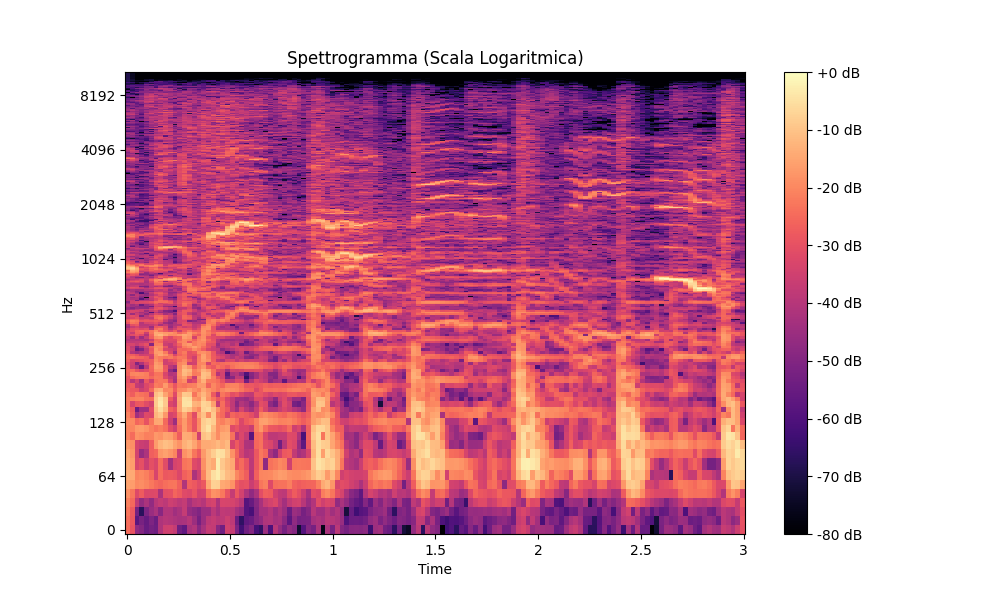 Spettrogramma (Scala Logaritmica)
Hz
8192
4096
2048
1024
512
256
128
64
0
0
0.5
1
1.5
2
2.5
3
Time
+0 dB
-10 dB
-20 dB
-30 dB
-40 dB
-50 dB
-60 dB
-70 dB
-80 dB